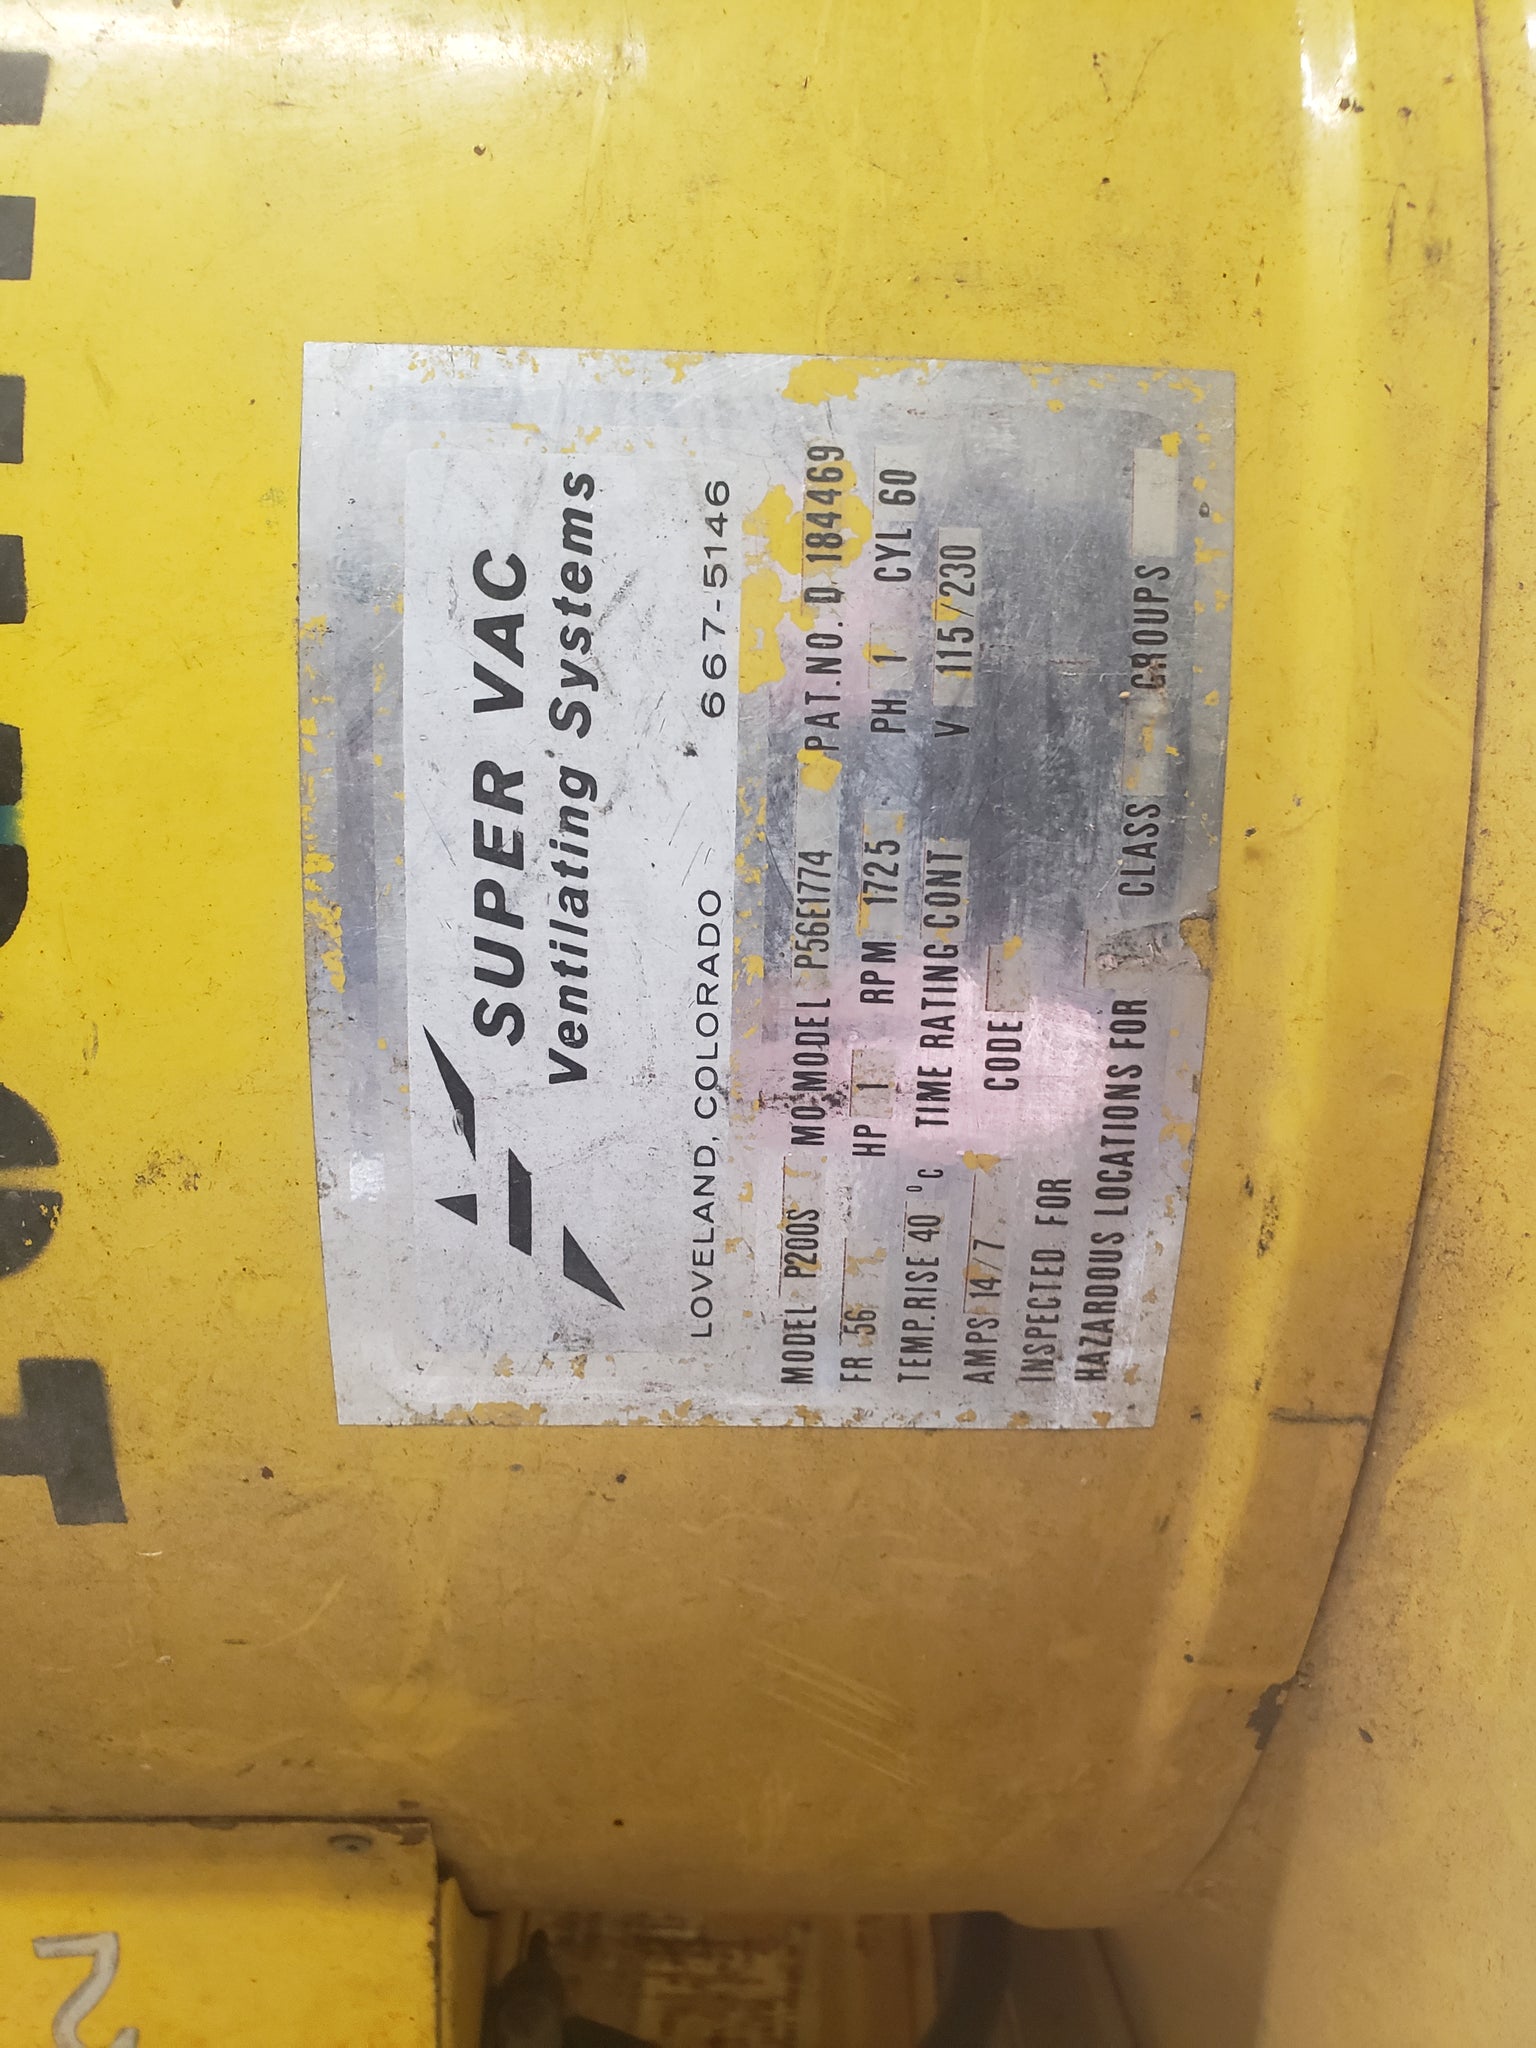 SUPER VAC
Ventilating Systems
LOVELAND, COLORADO 667-5146
MODEL P200S MO MODEL P56E1774 PAT.NO. D 184469
FR 56 HP 1 RPM 1725 PH 1 CYL 60
TEMP.RISE 40 °C TIME RATING CONT V 115/230
AMPS 14/7 CODE
INSPECTED FOR
HAZARDOUS LOCATIONS FOR CLASS GROUPS
2